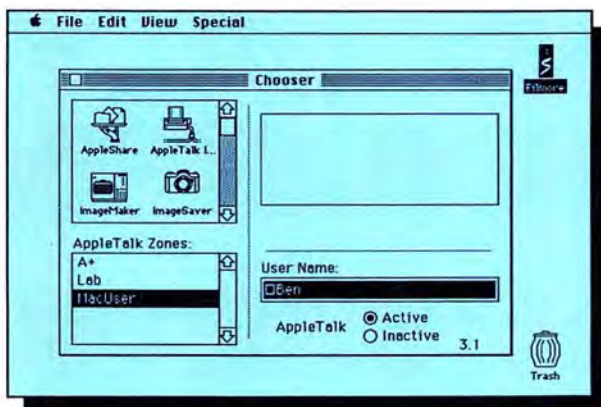 File Edit View Special
Chooser
Filmore
AppleShare AppleTalk I...
ImageMaker ImageSaver
AppleTalk Zones:
A+
Lab
MacUser
User Name:
□Ben
AppleTalk
Active
Inactive
3.1
Trash